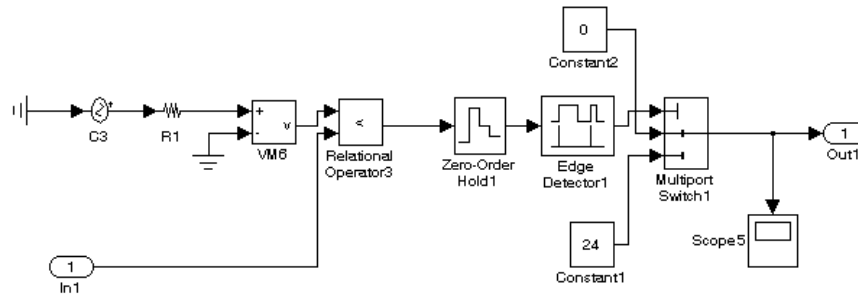 0
Constant2
+
-
v
<
1
C3
R1
VM6
Relational
Operator3
Zero-Order
Hold1
Edge
Detector1
Multiport
Switch1
Out1
24
Scope5
1
In1
Constant1